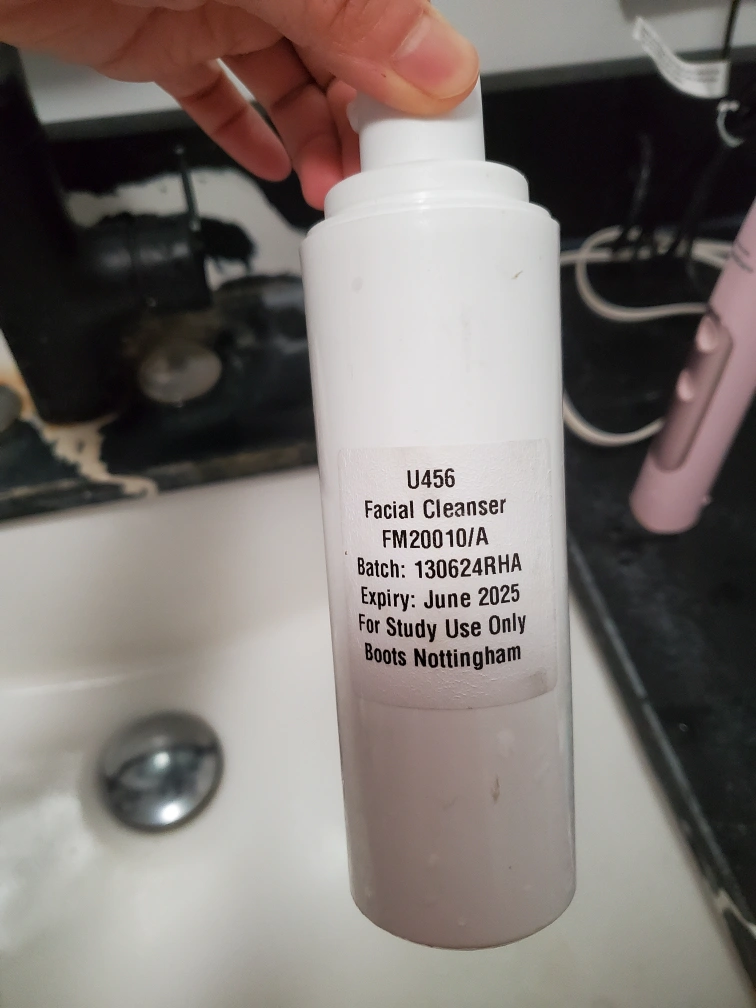 U456
Facial Cleanser
FM20010/A
Batch: 130624RHA
Expiry: June 2025
For Study Use Only
Boots Nottingham